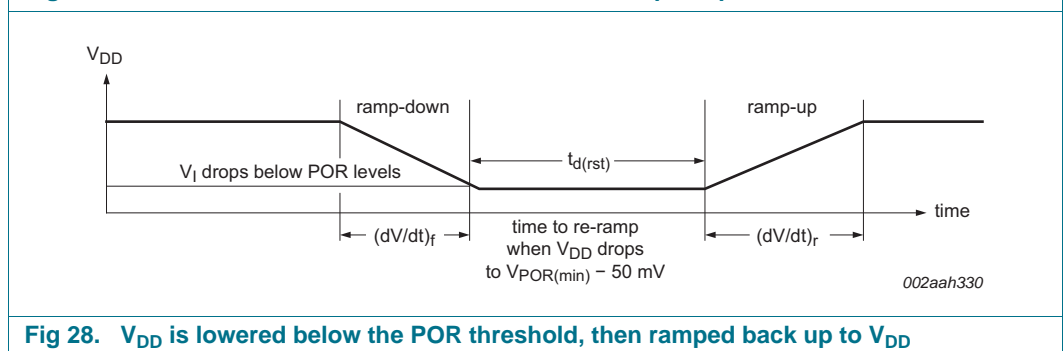 VDD
ramp-down
ramp-up
td(rst)
VI drops below POR levels
time
(dV/dt)f
time to re-ramp
when VDD drops
to VPOR(min) − 50 mV
(dV/dt)r
002aah330
Fig 28. VDD is lowered below the POR threshold, then ramped back up to VDD